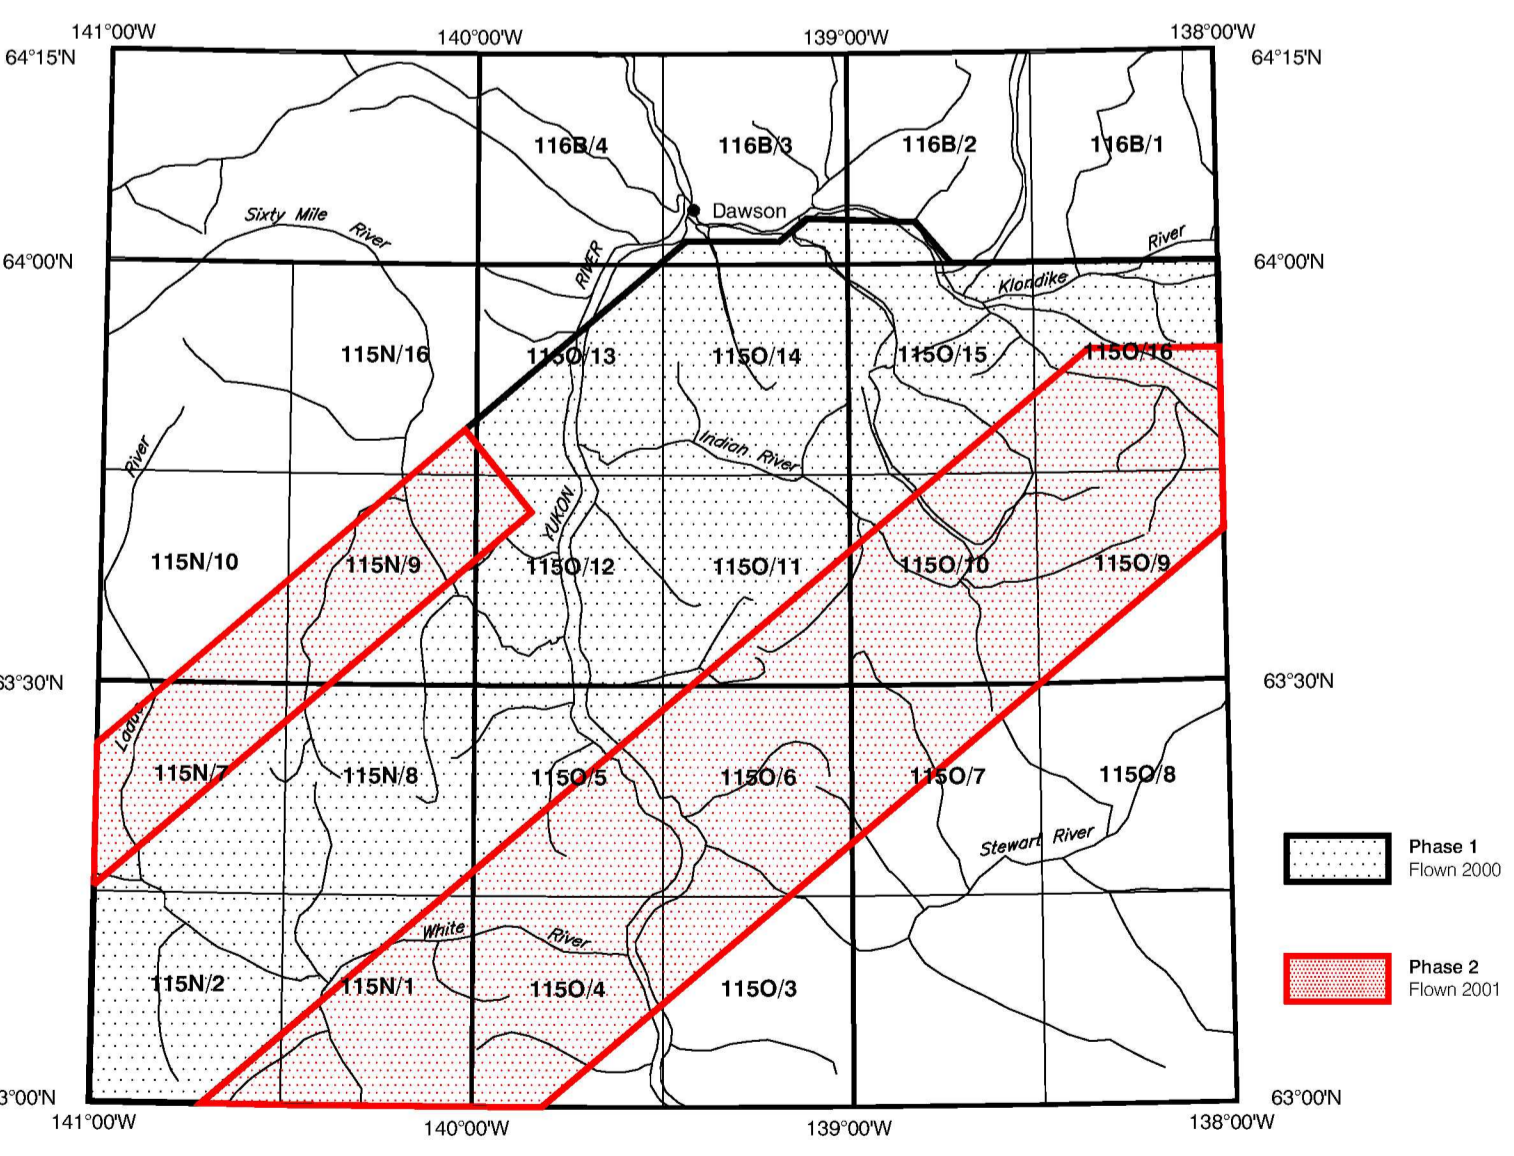 141°00'W
140°00'W
139°00'W
138°00'W
64°15'N
64°15'N
116B/4
116B/3
116B/2
116B/1
Dawson
Sixty Mile
River
RIVER
River
64°00'N
64°00'N
Klondike
115N/16
115O/13
115O/14
115O/15
115O/16
River
Indian River
YUKON
115N/10
115N/9
115O/12
115O/11
115O/10
115O/9
3°30'N
63°30'N
Ladue
115N/7
115N/8
115O/5
115O/6
115O/7
115O/8
Stewart River
Phase 1
Flown 2000
White
River
115N/2
115N/1
115O/4
115O/3
Phase 2
Flown 2001
3°00'N
63°00'N
141°00'W
140°00'W
139°00'W
138°00'W